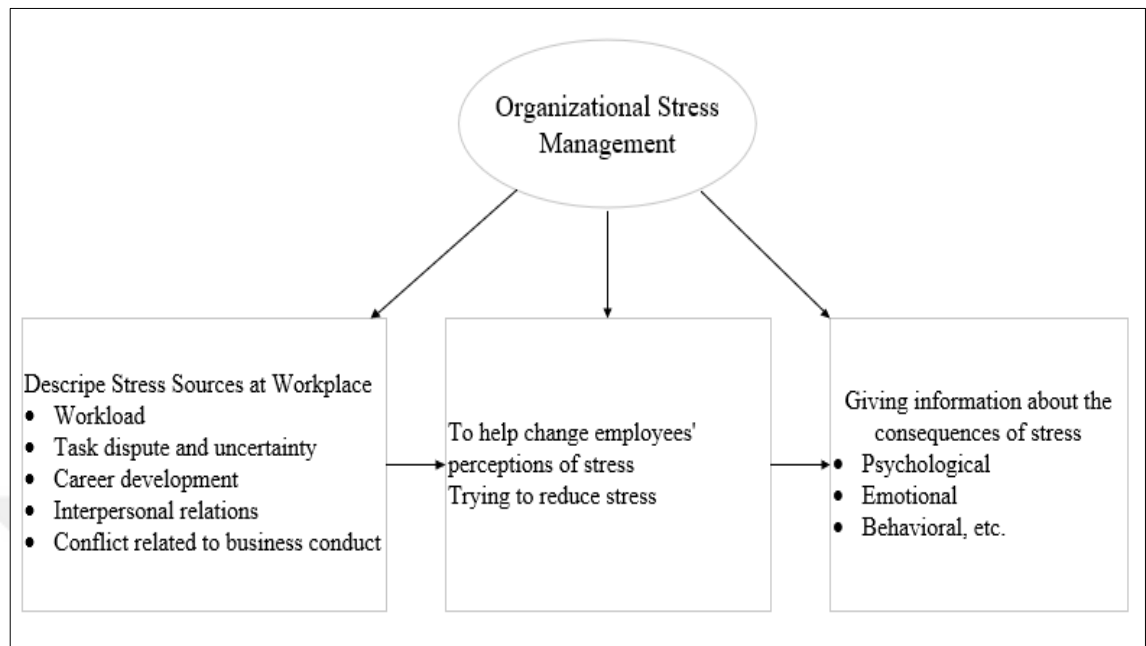 Organizational Stress
Management
Descripe Stress Sources at Workplace
• Workload
• Task dispute and uncertainty
• Career development
• Interpersonal relations
• Conflict related to business conduct
To help change employees'
perceptions of stress
Trying to reduce stress
Giving information about the
consequences of stress
• Psychological
• Emotional
• Behavioral, etc.